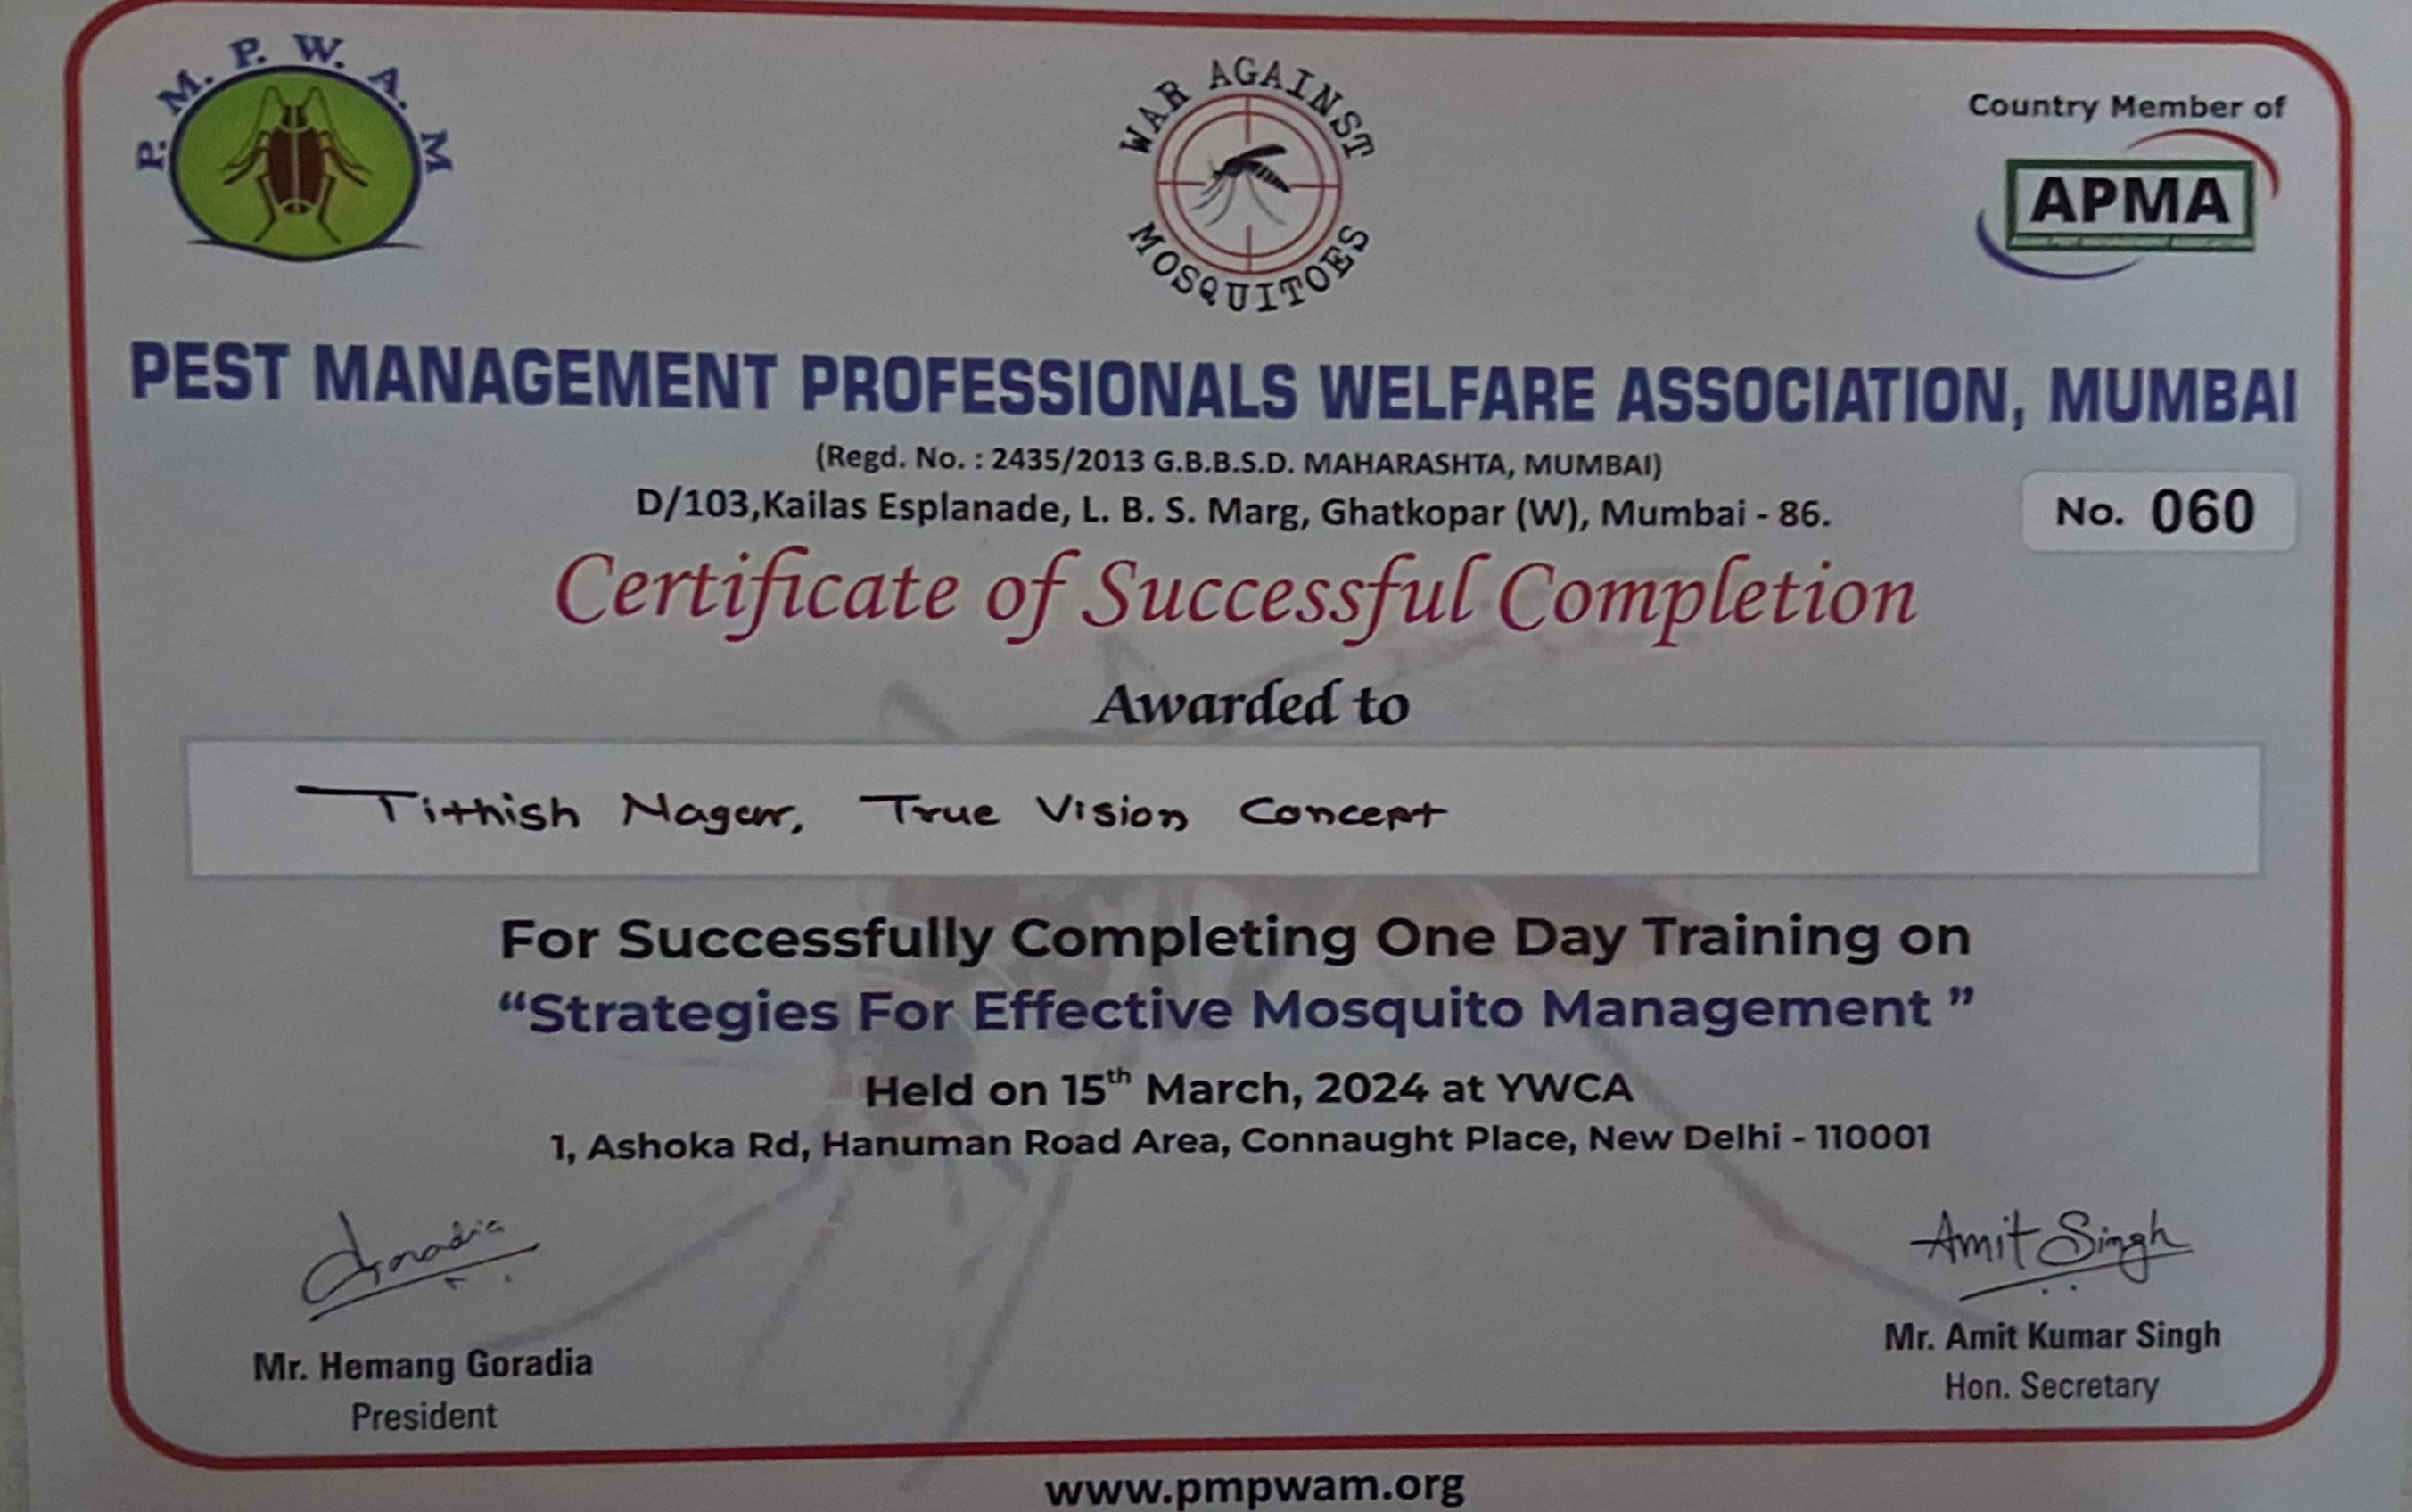 P. M. P. W. A. M
WAR AGAINST
MOSQUITOES
Country Member of
APMA
PEST MANAGEMENT PROFESSIONALS WELFARE ASSOCIATION, MUMBAI
(Regd. No. : 2435/2013 G.B.B.S.D. MAHARASHTA, MUMBAI)
D/103,Kailas Esplanade, L. B. S. Marg, Ghatkopar (W), Mumbai - 86.
No. 060
Certificate of Successful Completion
Awarded to
Tithish Nagar, True Vision Concept
For Successfully Completing One Day Training on
“Strategies For Effective Mosquito Management ”
Held on 15th March, 2024 at YWCA
1, Ashoka Rd, Hanuman Road Area, Connaught Place, New Delhi - 110001
Goradia
Amit Singh
Mr. Hemang Goradia
President
Mr. Amit Kumar Singh
Hon. Secretary
www.pmpwam.org